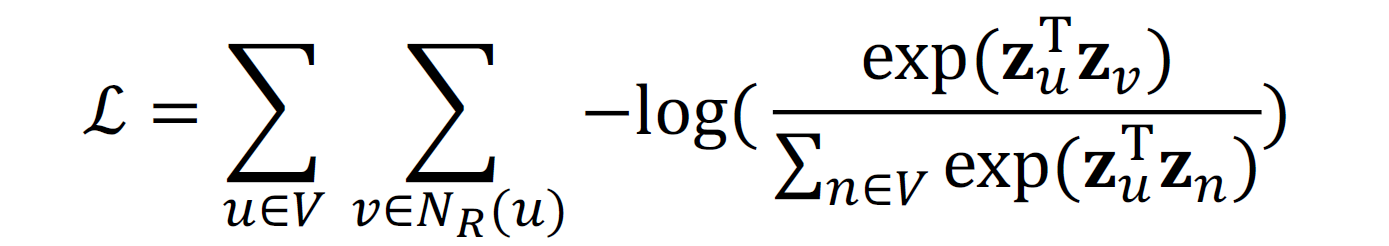 ℒ = ∑_{u∈V} ∑_{v∈N_R(u)} −log( exp(𝐳_u^T 𝐳_v) / ∑_{n∈V} exp(𝐳_u^T 𝐳_n) )